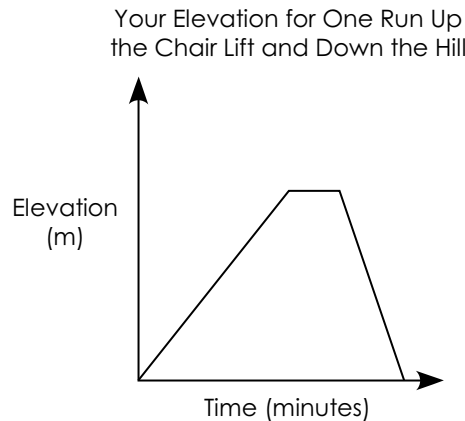 Your Elevation for One Run Up
the Chair Lift and Down the Hill
Elevation
(m)
Time (minutes)